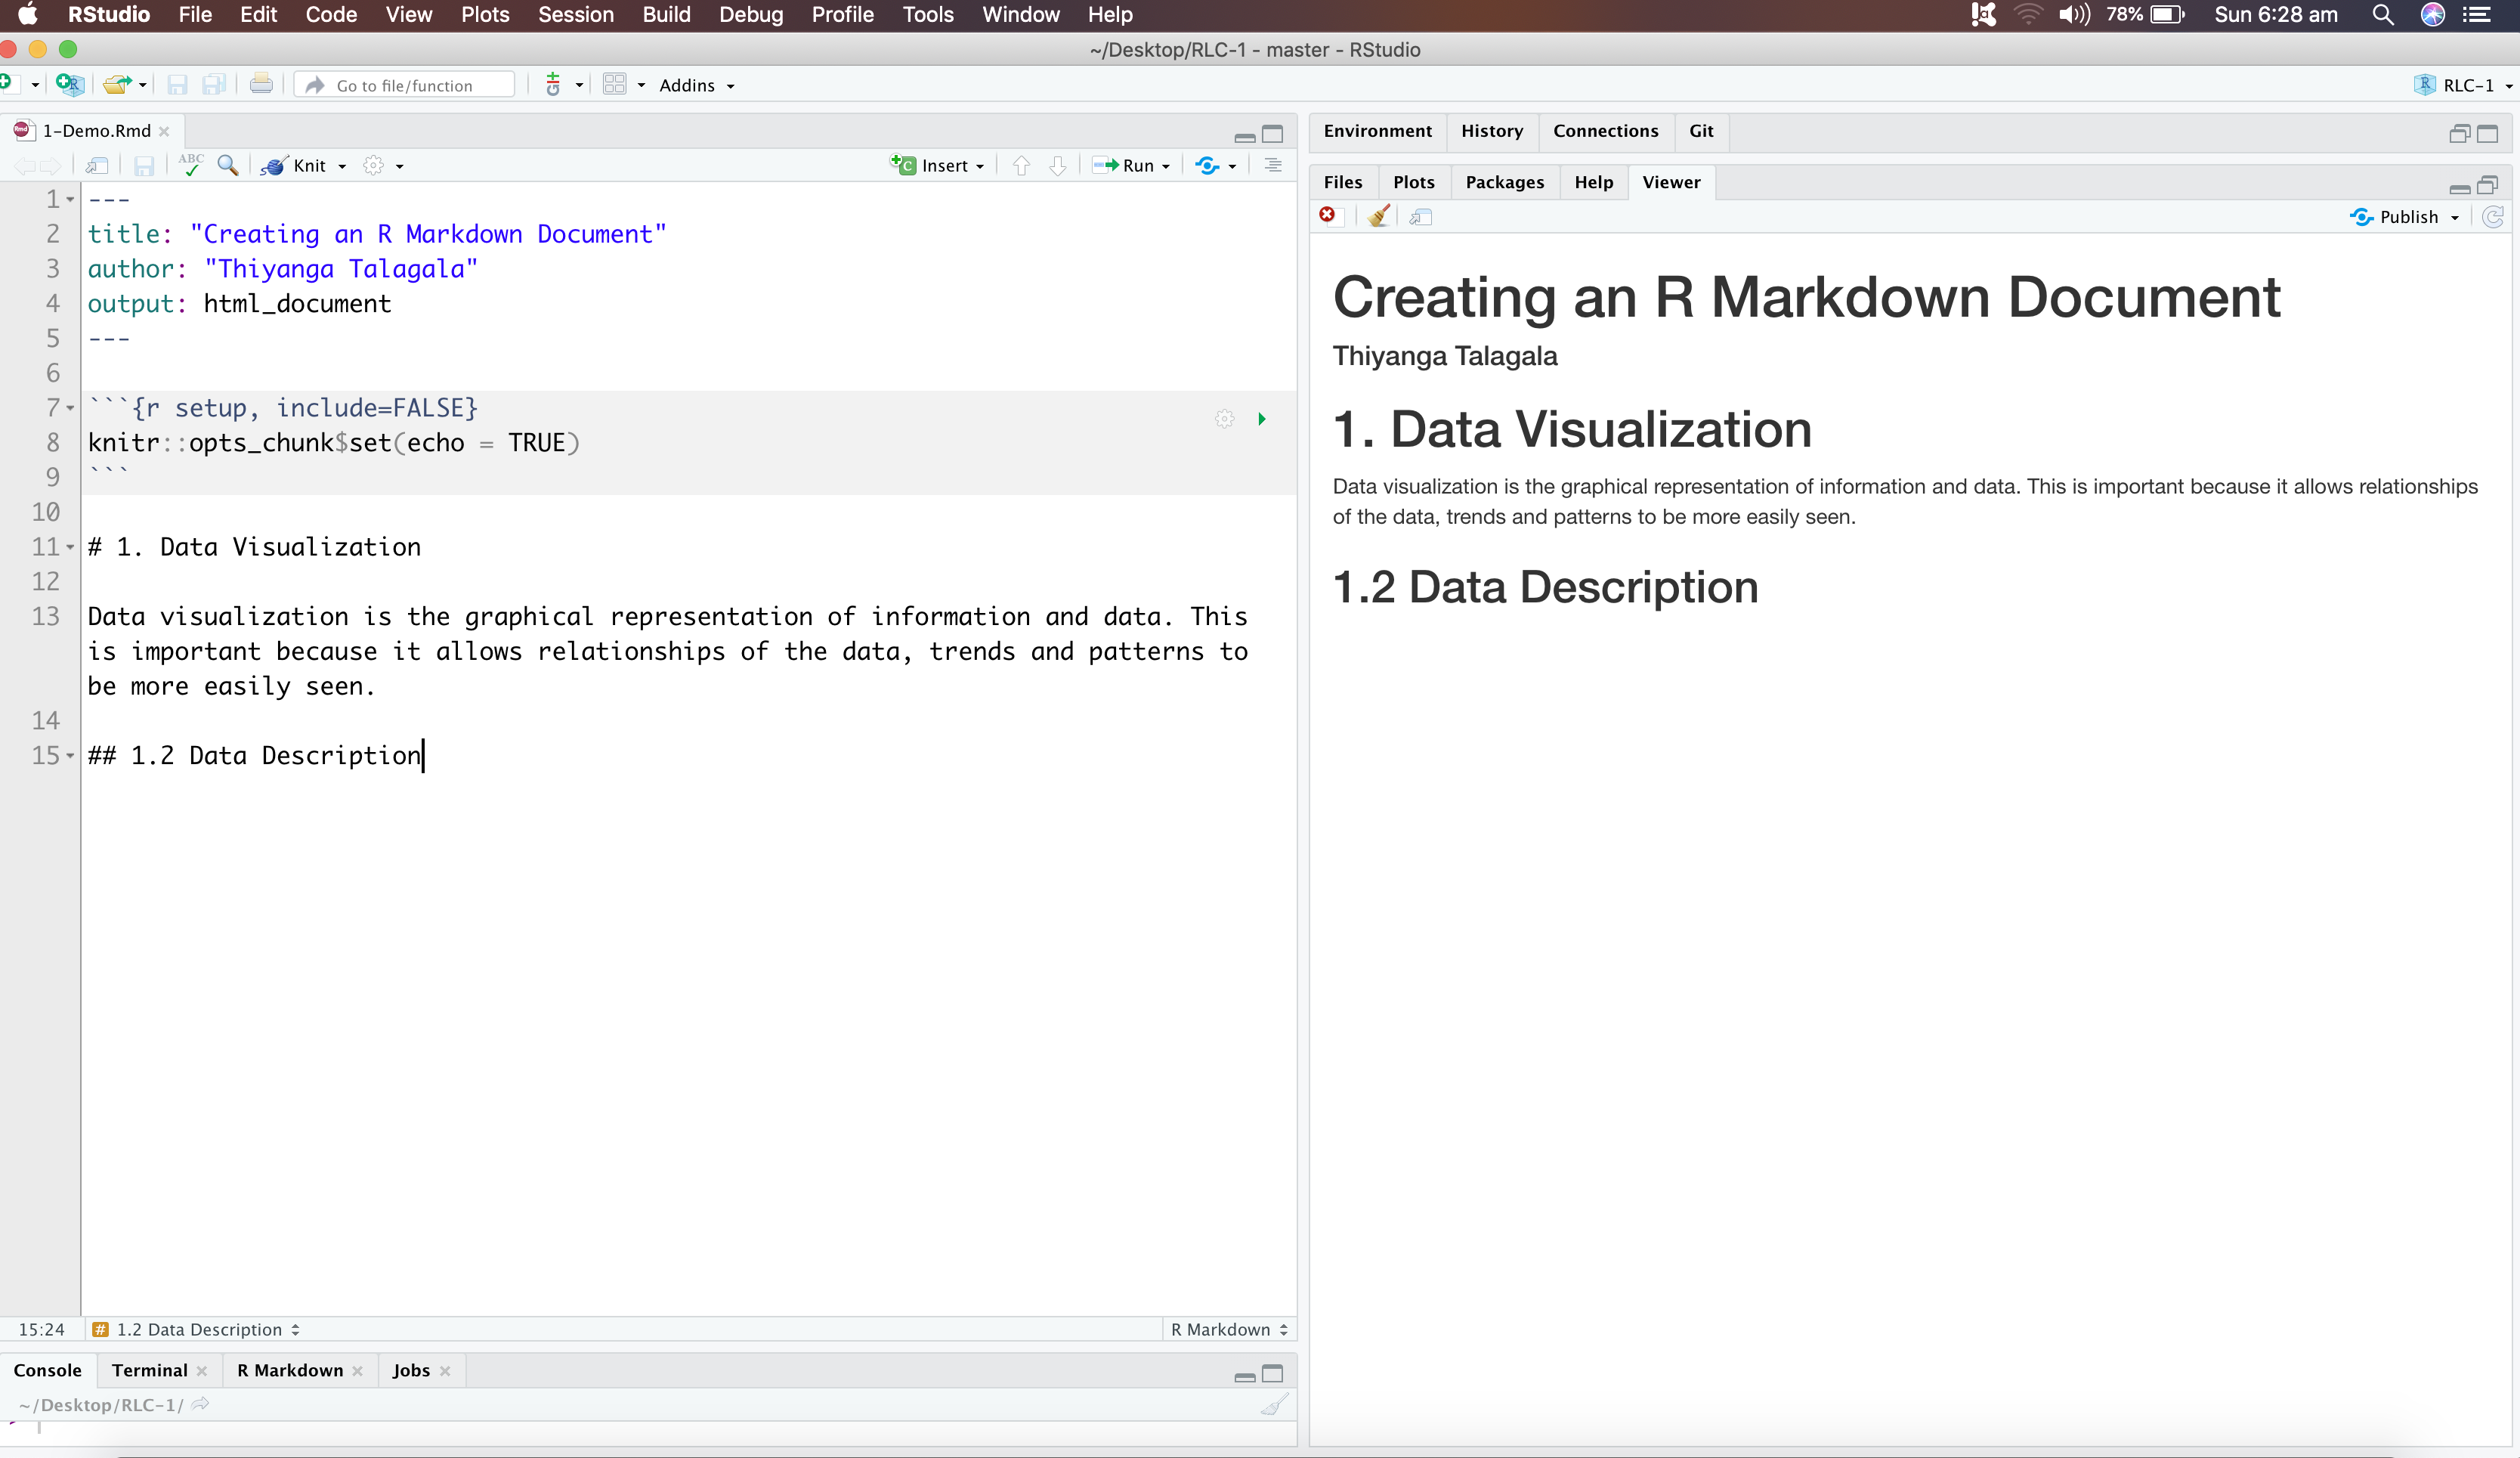 RStudio File Edit Code View Plots Session Build Debug Profile Tools Window Help 78% Sun 6:28 am
~/Desktop/RLC-1 - master - RStudio
Go to file/function Addins RLC-1
1-Demo.Rmd
ABC Knit Insert Run
1 ---
2 title: "Creating an R Markdown Document"
3 author: "Thiyanga Talagala"
4 output: html_document
5 ---
6
7 ```{r setup, include=FALSE}
8 knitr::opts_chunk$set(echo = TRUE)
9 ```
10
11 # 1. Data Visualization
12
13 Data visualization is the graphical representation of information and data. This
is important because it allows relationships of the data, trends and patterns to
be more easily seen.
14
15 ## 1.2 Data Description
15:24 # 1.2 Data Description R Markdown
Console Terminal R Markdown Jobs
~/Desktop/RLC-1/
Environment History Connections Git
Files Plots Packages Help Viewer
Publish
Creating an R Markdown Document
Thiyanga Talagala
1. Data Visualization
Data visualization is the graphical representation of information and data. This is important because it allows relationships
of the data, trends and patterns to be more easily seen.
1.2 Data Description